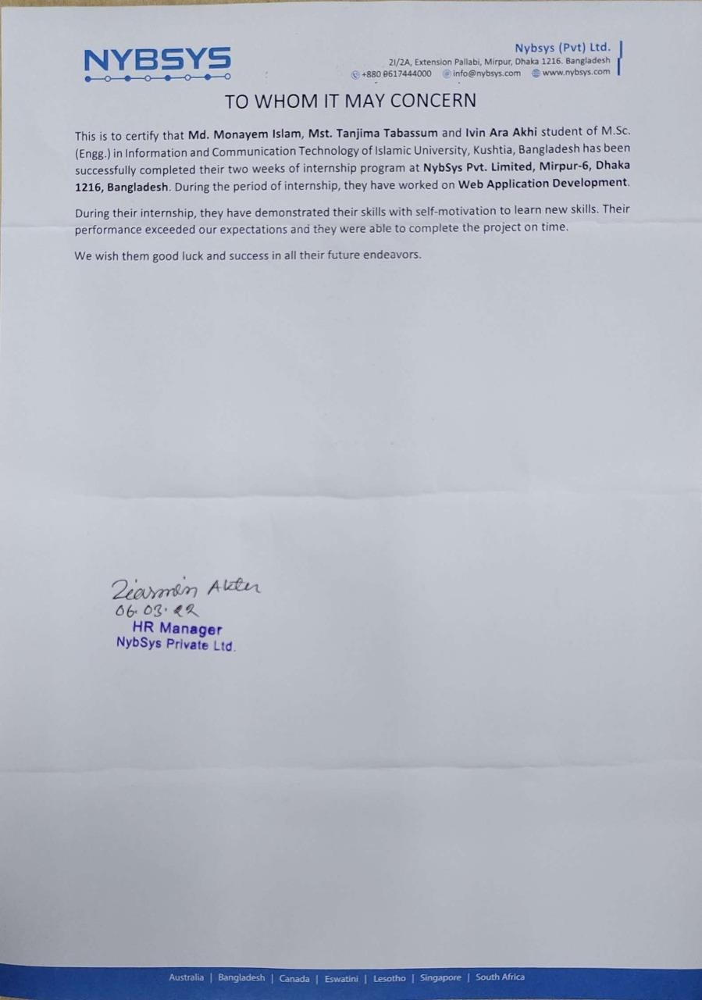 NYBSYS
Nybsys (Pvt) Ltd.
21/2A, Extension Pallabi, Mirpur, Dhaka 1216. Bangladesh
+880 9617444000 info@nybsys.com www.nybsys.com
TO WHOM IT MAY CONCERN
This is to certify that Md. Monayem Islam, Mst. Tanjima Tabassum and Ivin Ara Akhi student of M.Sc.
(Engg.) in Information and Communication Technology of Islamic University, Kushtia, Bangladesh has been
successfully completed their two weeks of internship program at NybSys Pvt. Limited, Mirpur-6, Dhaka
1216, Bangladesh. During the period of internship, they have worked on Web Application Development.
During their internship, they have demonstrated their skills with self-motivation to learn new skills. Their
performance exceeded our expectations and they were able to complete the project on time.
We wish them good luck and success in all their future endeavors.
Ziasmin Akter
06.03.22
HR Manager
NybSys Private Ltd.
Australia | Bangladesh | Canada | Eswatini | Lesotho | Singapore | South Africa